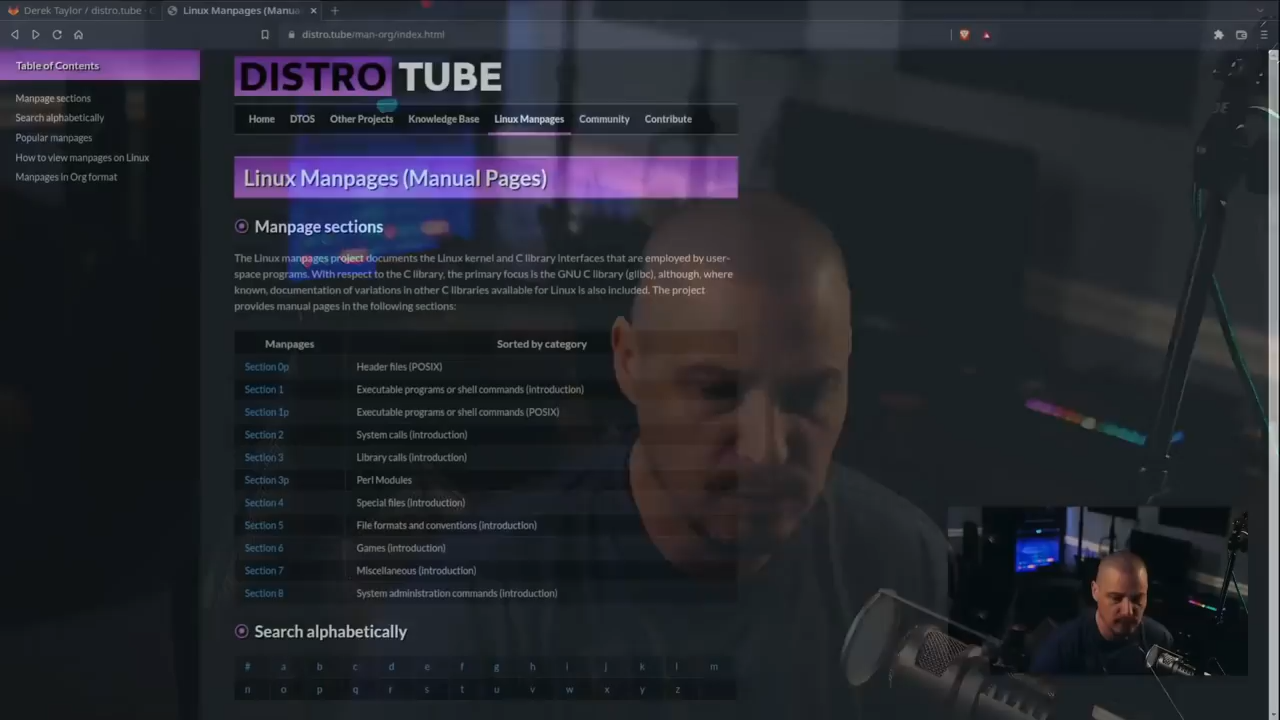 Derek Taylor / distro.tube · G
Linux Manpages (Manua
distro.tube/man-org/index.html
Table of Contents
Manpage sections
Search alphabetically
Popular manpages
How to view manpages on Linux
Manpages in Org format
DISTRO TUBE
Home DTOS Other Projects Knowledge Base Linux Manpages Community Contribute
Linux Manpages (Manual Pages)
Manpage sections
The Linux manpages project documents the Linux kernel and C library interfaces that are employed by user-
space programs. With respect to the C library, the primary focus is the GNU C library (glibc), although, where
known, documentation of variations in other C libraries available for Linux is also included. The project
provides manual pages in the following sections:
Manpages Sorted by category
Section 0p Header files (POSIX)
Section 1 Executable programs or shell commands (introduction)
Section 1p Executable programs or shell commands (POSIX)
Section 2 System calls (introduction)
Section 3 Library calls (introduction)
Section 3p Perl Modules
Section 4 Special files (introduction)
Section 5 File formats and conventions (introduction)
Section 6 Games (introduction)
Section 7 Miscellaneous (introduction)
Section 8 System administration commands (introduction)
Search alphabetically
# a b c d e f g h i j k l m
n o p q r s t u v w x y z